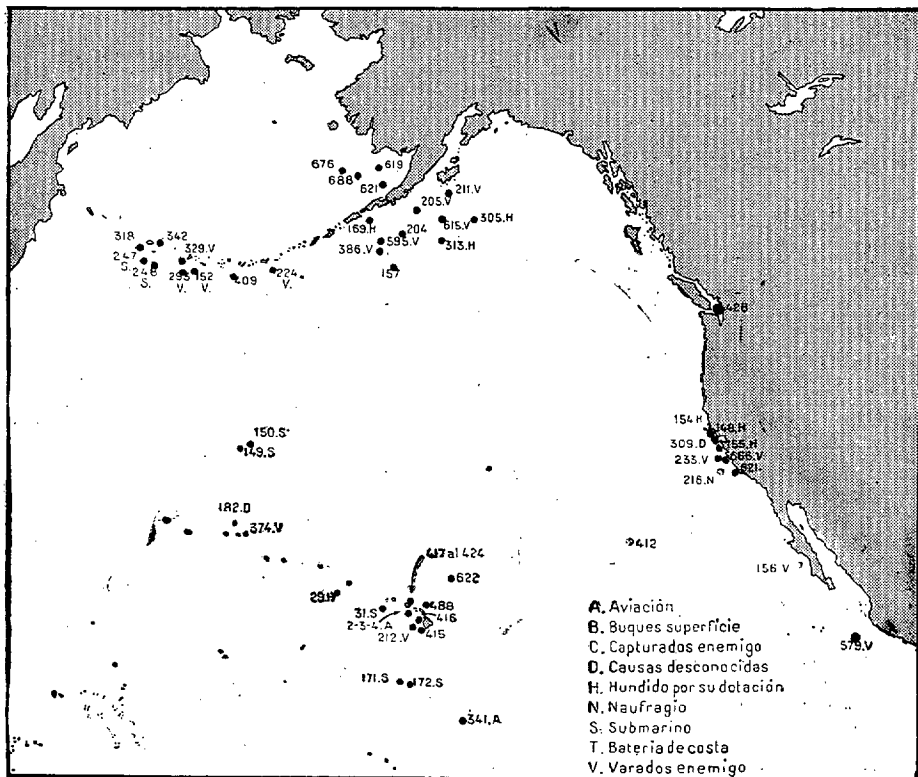 676
619
688
621
211.V
205.V
169.H
204
615.V
305.H
386.V
595.V
313.H
157
318
342
329.V
247
S.
246
S.
293
V.
152
V.
409
224
V.
428
150.S
149.S
154 H
148.H
309.D
155.H
233.V
666.V
216.N
621.
182.D
374.V
412
156 V
417 al 424
622
29.H
31.S
488
2-3-4.A
416
212.V
415
579.V
171.S
172.S
341.A
A. Aviación
B. Buques superficie
C. Capturados enemigo
D. Causas desconocidas
H. Hundido por su dotación
N. Naufragio
S. Submarino
T. Bateria de costa
V. Varados enemigo